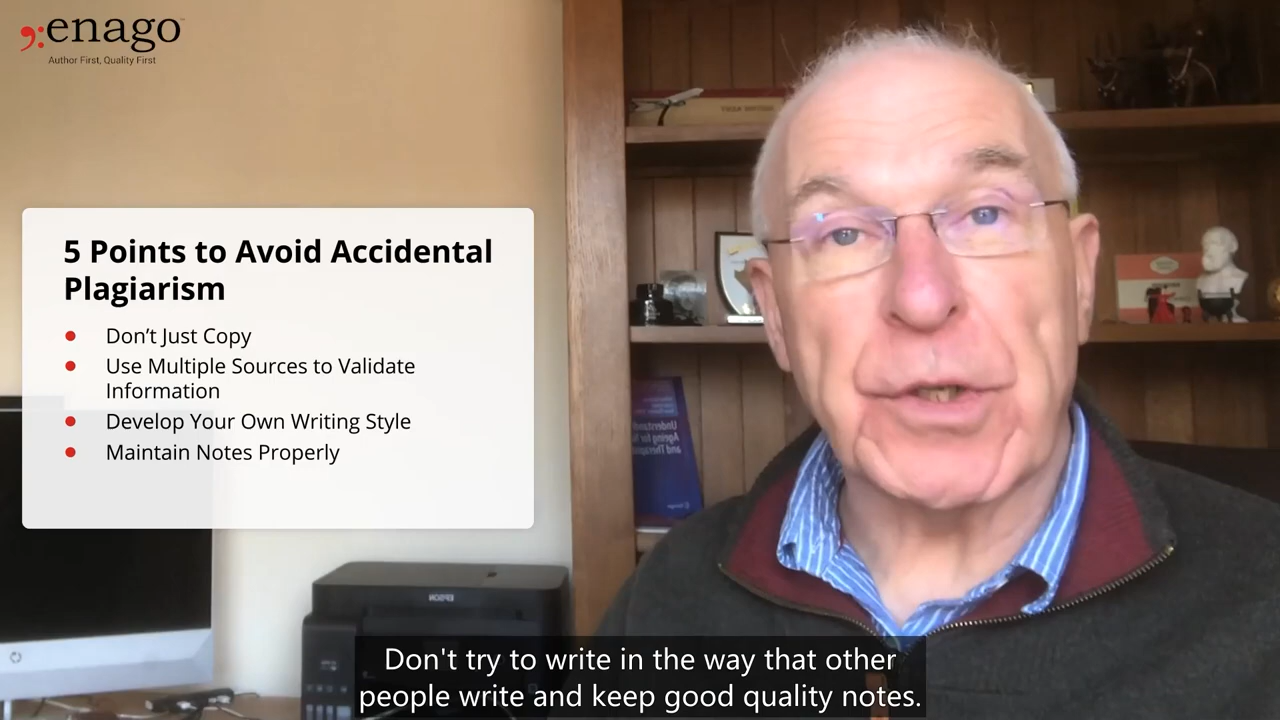 enago
Author First, Quality First
5 Points to Avoid Accidental
Plagiarism
Don’t Just Copy
Use Multiple Sources to Validate
Information
Develop Your Own Writing Style
Maintain Notes Properly
EPSON
Don't try to write in the way that other
people write and keep good quality notes.